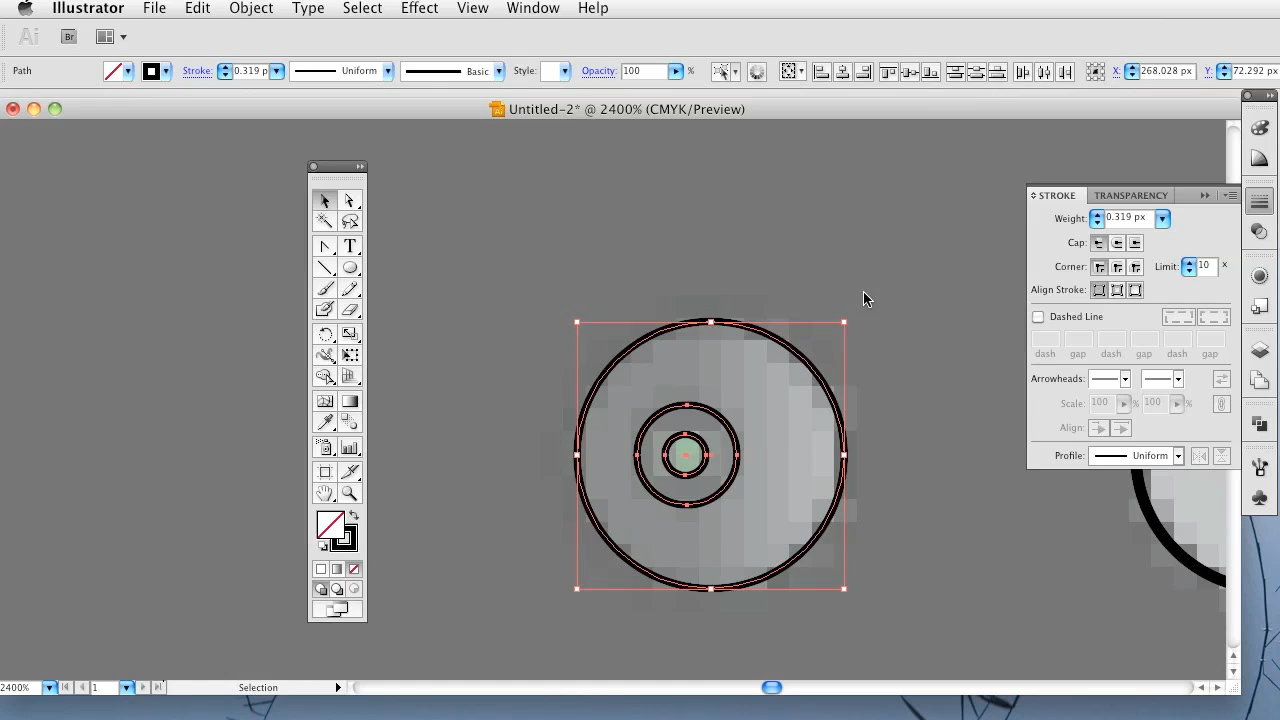 Illustrator File Edit Object Type Select Effect View Window Help
Ai Br
Path Stroke: 0.319 p Uniform Basic Style: Opacity: 100 % X: 268.028 px Y: 72.292 px
Untitled-2* @ 2400% (CMYK/Preview)
STROKE TRANSPARENCY
Weight: 0.319 px
Cap:
Corner: Limit: 10 x
Align Stroke:
Dashed Line
dash gap dash gap dash gap
Arrowheads:
Scale: 100 % 100 %
Align:
Profile: Uniform
T
2400% 1 Selection